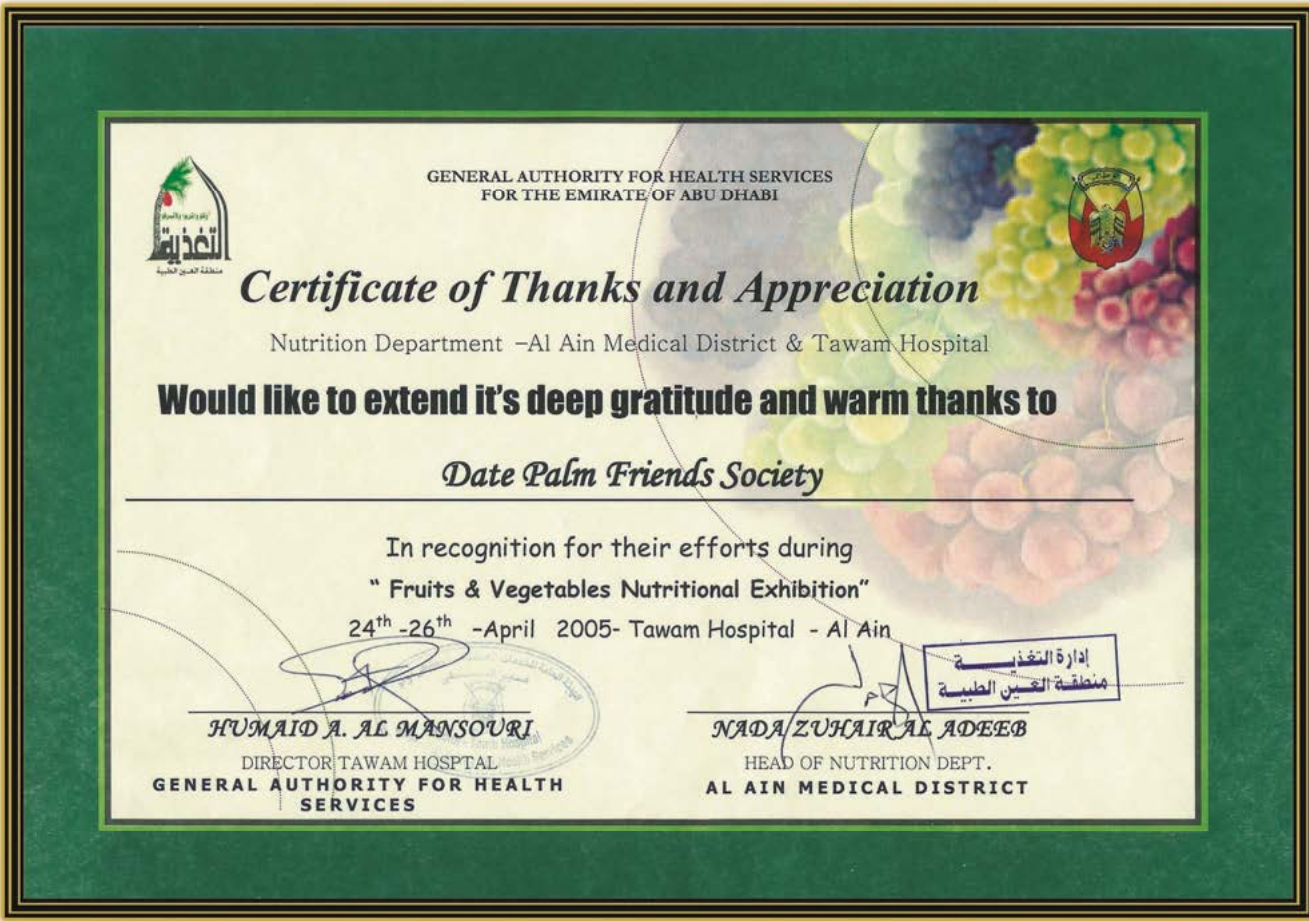 GENERAL AUTHORITY FOR HEALTH SERVICES
FOR THE EMIRATE OF ABU DHABI
التغذية
منطقة العين الطبية
Certificate of Thanks and Appreciation
Nutrition Department -Al Ain Medical District & Tawam Hospital
Would like to extend it's deep gratitude and warm thanks to
Date Palm Friends Society
In recognition for their efforts during
" Fruits & Vegetables Nutritional Exhibition"
24th -26th -April 2005- Tawam Hospital - Al Ain
إدارة التغذيـــــة
منطقـة العـين الطبيـة
HUMAID A. AL MANSOURI
DIRECTOR TAWAM HOSPTAL
GENERAL AUTHORITY FOR HEALTH
SERVICES
NADA ZUHAIR AL ADEEB
HEAD OF NUTRITION DEPT.
AL AIN MEDICAL DISTRICT